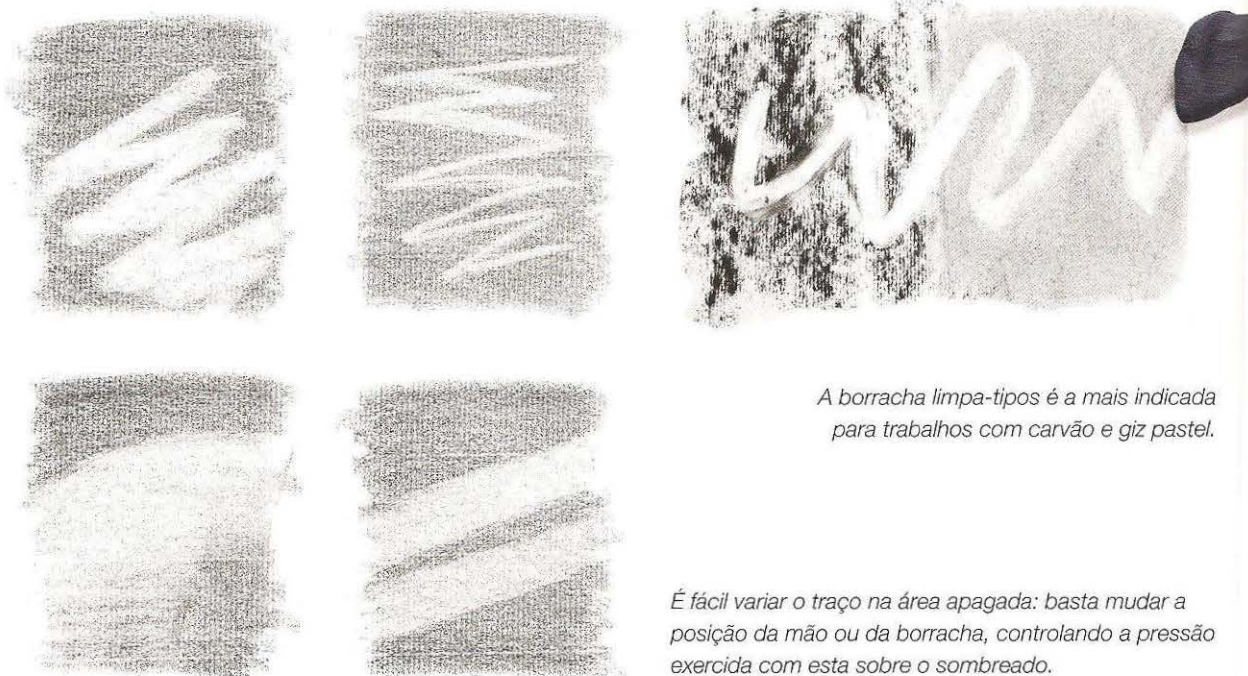 A borracha limpa-tipos é a mais indicada
para trabalhos com carvão e giz pastel.
É fácil variar o traço na área apagada: basta mudar a
posição da mão ou da borracha, controlando a pressão
exercida com esta sobre o sombreado.